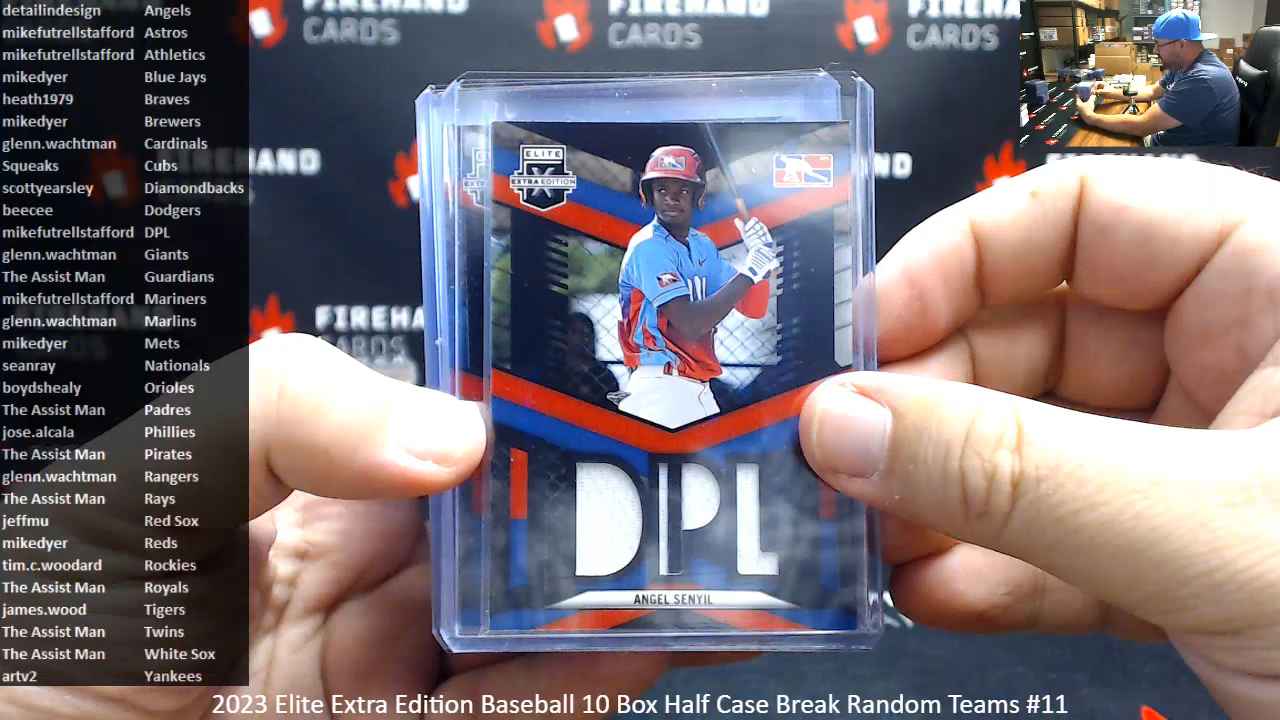 detailindesign Angels
mikefutrellstafford Astros
mikefutrellstafford Athletics
mikedyer Blue Jays
heath1979 Braves
mikedyer Brewers
glenn.wachtman Cardinals
Squeaks Cubs
scottyearsley Diamondbacks
beecee Dodgers
mikefutrellstafford DPL
glenn.wachtman Giants
The Assist Man Guardians
mikefutrellstafford Mariners
glenn.wachtman Marlins
mikedyer Mets
seanray Nationals
boydshealy Orioles
The Assist Man Padres
jose.alcala Phillies
The Assist Man Pirates
glenn.wachtman Rangers
The Assist Man Rays
jeffmu Red Sox
mikedyer Reds
tim.c.woodard Rockies
The Assist Man Royals
james.wood Tigers
The Assist Man Twins
The Assist Man White Sox
artv2 Yankees
FIREHAND
CARDS
FIREHAND
CARDS
FIREHAN
CARDS
FIREHA
ELITE
X
EXTRA EDITION
DPL
ANGEL SENYIL
2023 Elite Extra Edition Baseball 10 Box Half Case Break Random Teams #11